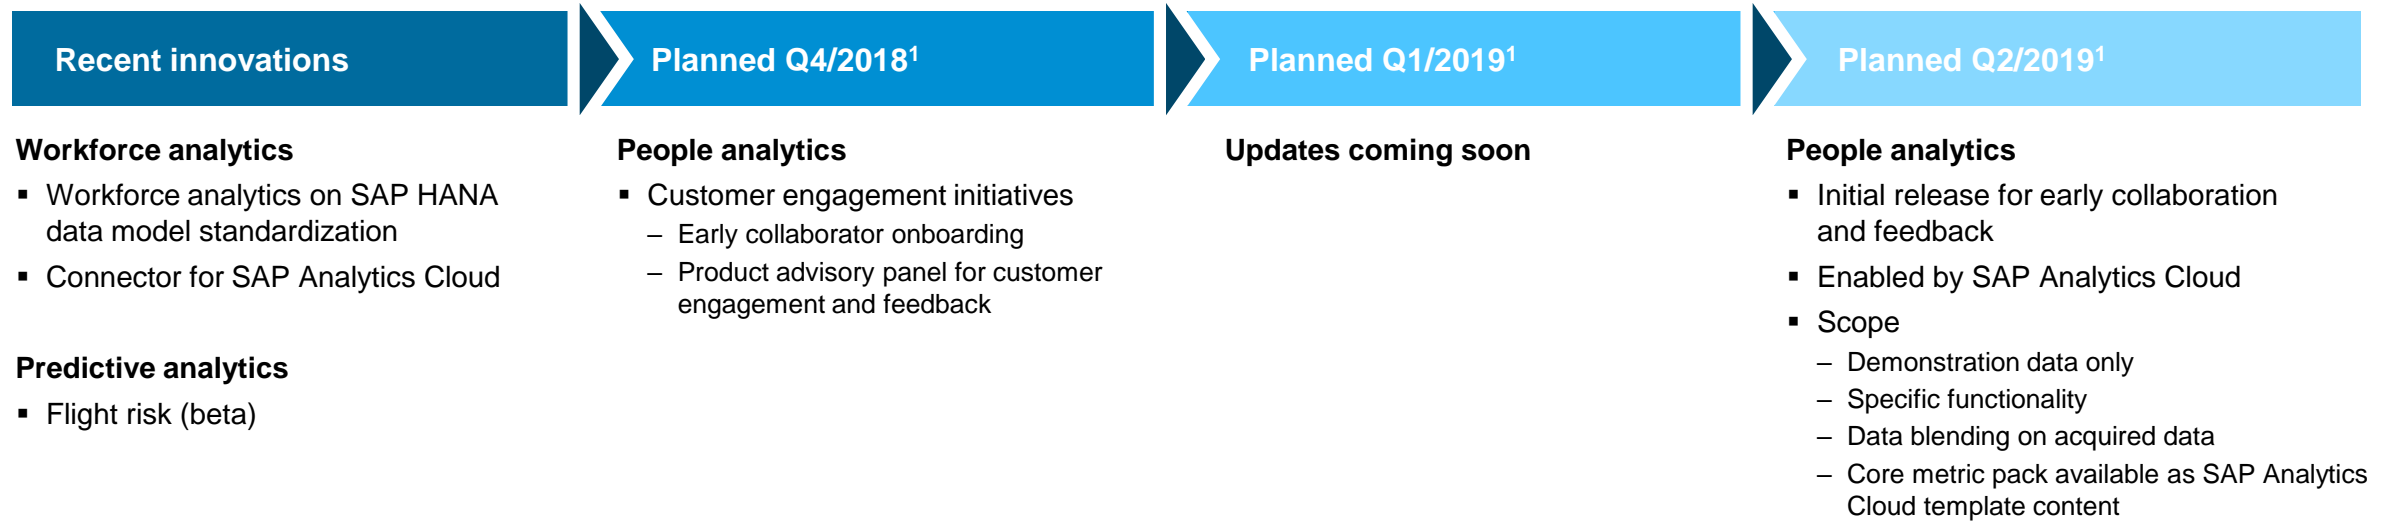 Recent innovations
Planned Q4/2018¹
Planned Q1/2019¹
Planned Q2/2019¹
Workforce analytics
▪ Workforce analytics on SAP HANA
data model standardization
▪ Connector for SAP Analytics Cloud
Predictive analytics
▪ Flight risk (beta)
People analytics
▪ Customer engagement initiatives
– Early collaborator onboarding
– Product advisory panel for customer
engagement and feedback
Updates coming soon
People analytics
▪ Initial release for early collaboration
and feedback
▪ Enabled by SAP Analytics Cloud
▪ Scope
– Demonstration data only
– Specific functionality
– Data blending on acquired data
– Core metric pack available as SAP Analytics
Cloud template content